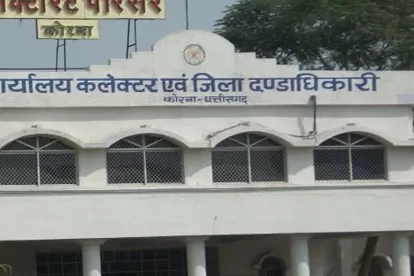 परिसर
कोरबा
कलेक्टर एवं जिला दण्डाधिकारी
कोरबा-छत्तीसगढ़